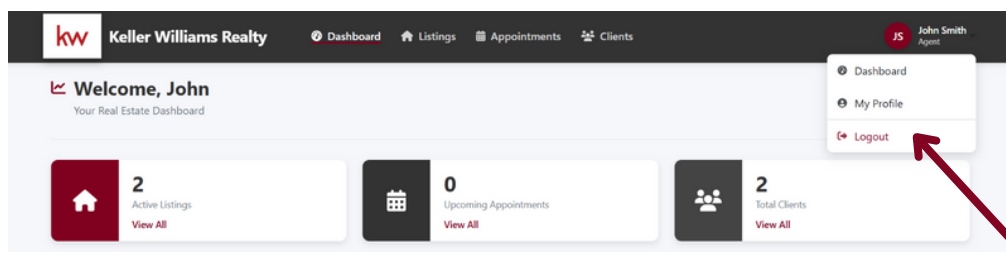 kw Keller Williams Realty Dashboard Listings Appointments Clients JS John Smith
Agent
Dashboard
My Profile
Logout
Welcome, John
Your Real Estate Dashboard
2
Active Listings
View All
0
Upcoming Appointments
View All
2
Total Clients
View All